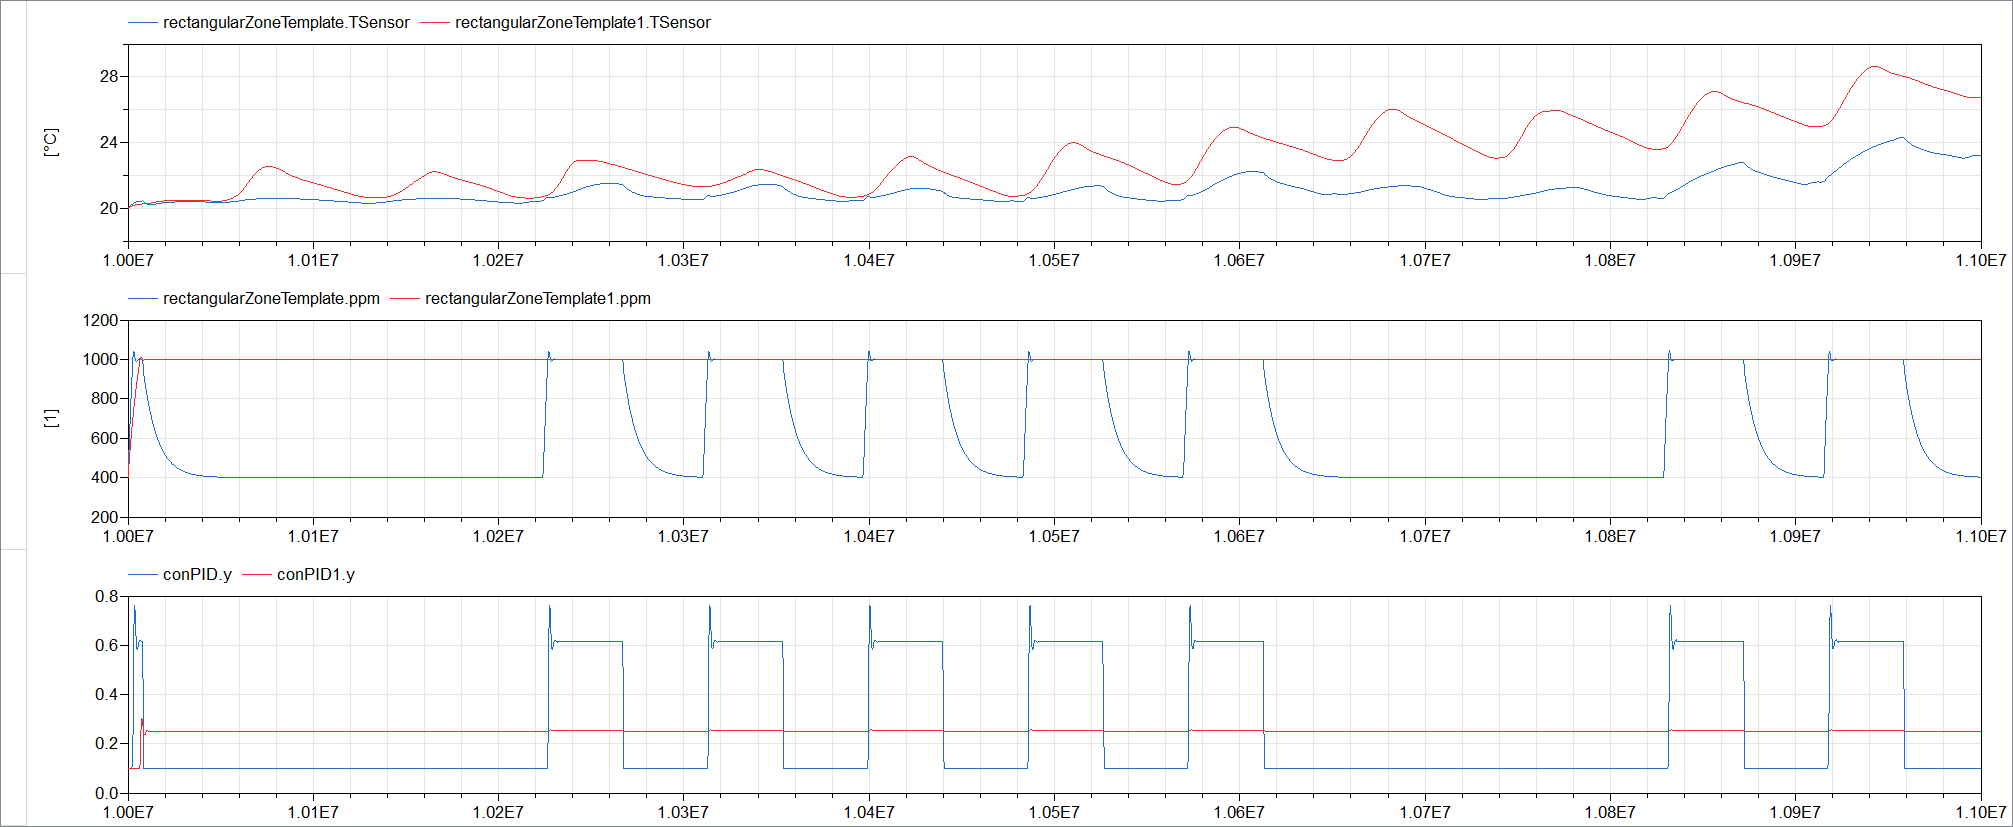 rectangularZoneTemplate.TSensor rectangularZoneTemplate1.TSensor
28
24
20
[°C]
1.00E7 1.01E7 1.02E7 1.03E7 1.04E7 1.05E7 1.06E7 1.07E7 1.08E7 1.09E7 1.10E7
rectangularZoneTemplate.ppm rectangularZoneTemplate1.ppm
1200
1000
800
600
400
200
[1]
1.00E7 1.01E7 1.02E7 1.03E7 1.04E7 1.05E7 1.06E7 1.07E7 1.08E7 1.09E7 1.10E7
conPID.y conPID1.y
0.8
0.6
0.4
0.2
0.0
1.00E7 1.01E7 1.02E7 1.03E7 1.04E7 1.05E7 1.06E7 1.07E7 1.08E7 1.09E7 1.10E7